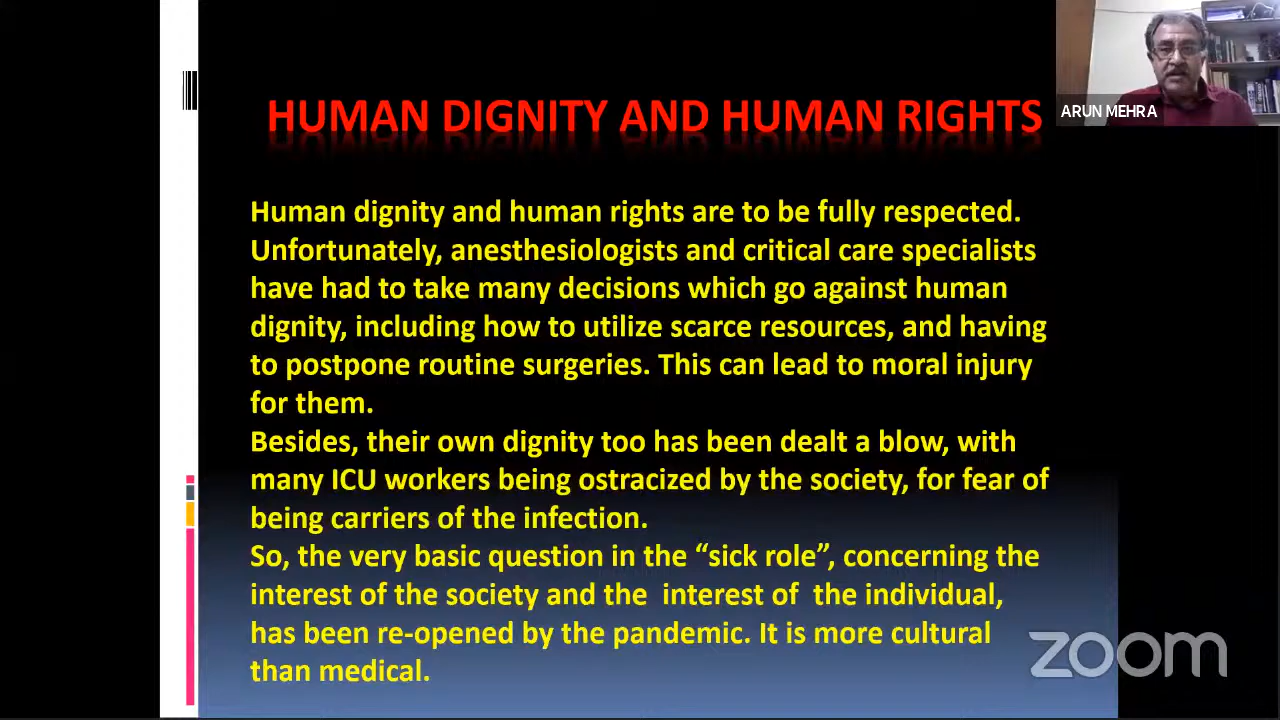 HUMAN DIGNITY AND HUMAN RIGHTS
ARUN MEHRA
Human dignity and human rights are to be fully respected.
Unfortunately, anesthesiologists and critical care specialists
have had to take many decisions which go against human
dignity, including how to utilize scarce resources, and having
to postpone routine surgeries. This can lead to moral injury
for them.
Besides, their own dignity too has been dealt a blow, with
many ICU workers being ostracized by the society, for fear of
being carriers of the infection.
So, the very basic question in the “sick role”, concerning the
interest of the society and the  interest of  the individual,
has been re-opened by the pandemic. It is more cultural
than medical.
zoom